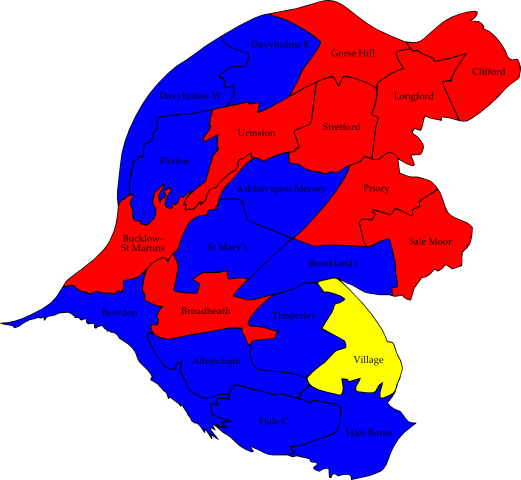 Davyhulme E.
Gorse Hill
Clifford
Davyhulme W.
Longford
Urmston
Stretford
Flixton
Ashton upon Mersey
Priory
Bucklow-
St Martins
St Mary's
Sale Moor
Brooklands
Bowdon
Broadheath
Timperley
Altrincham
Village
Hale C.
Hale Barn